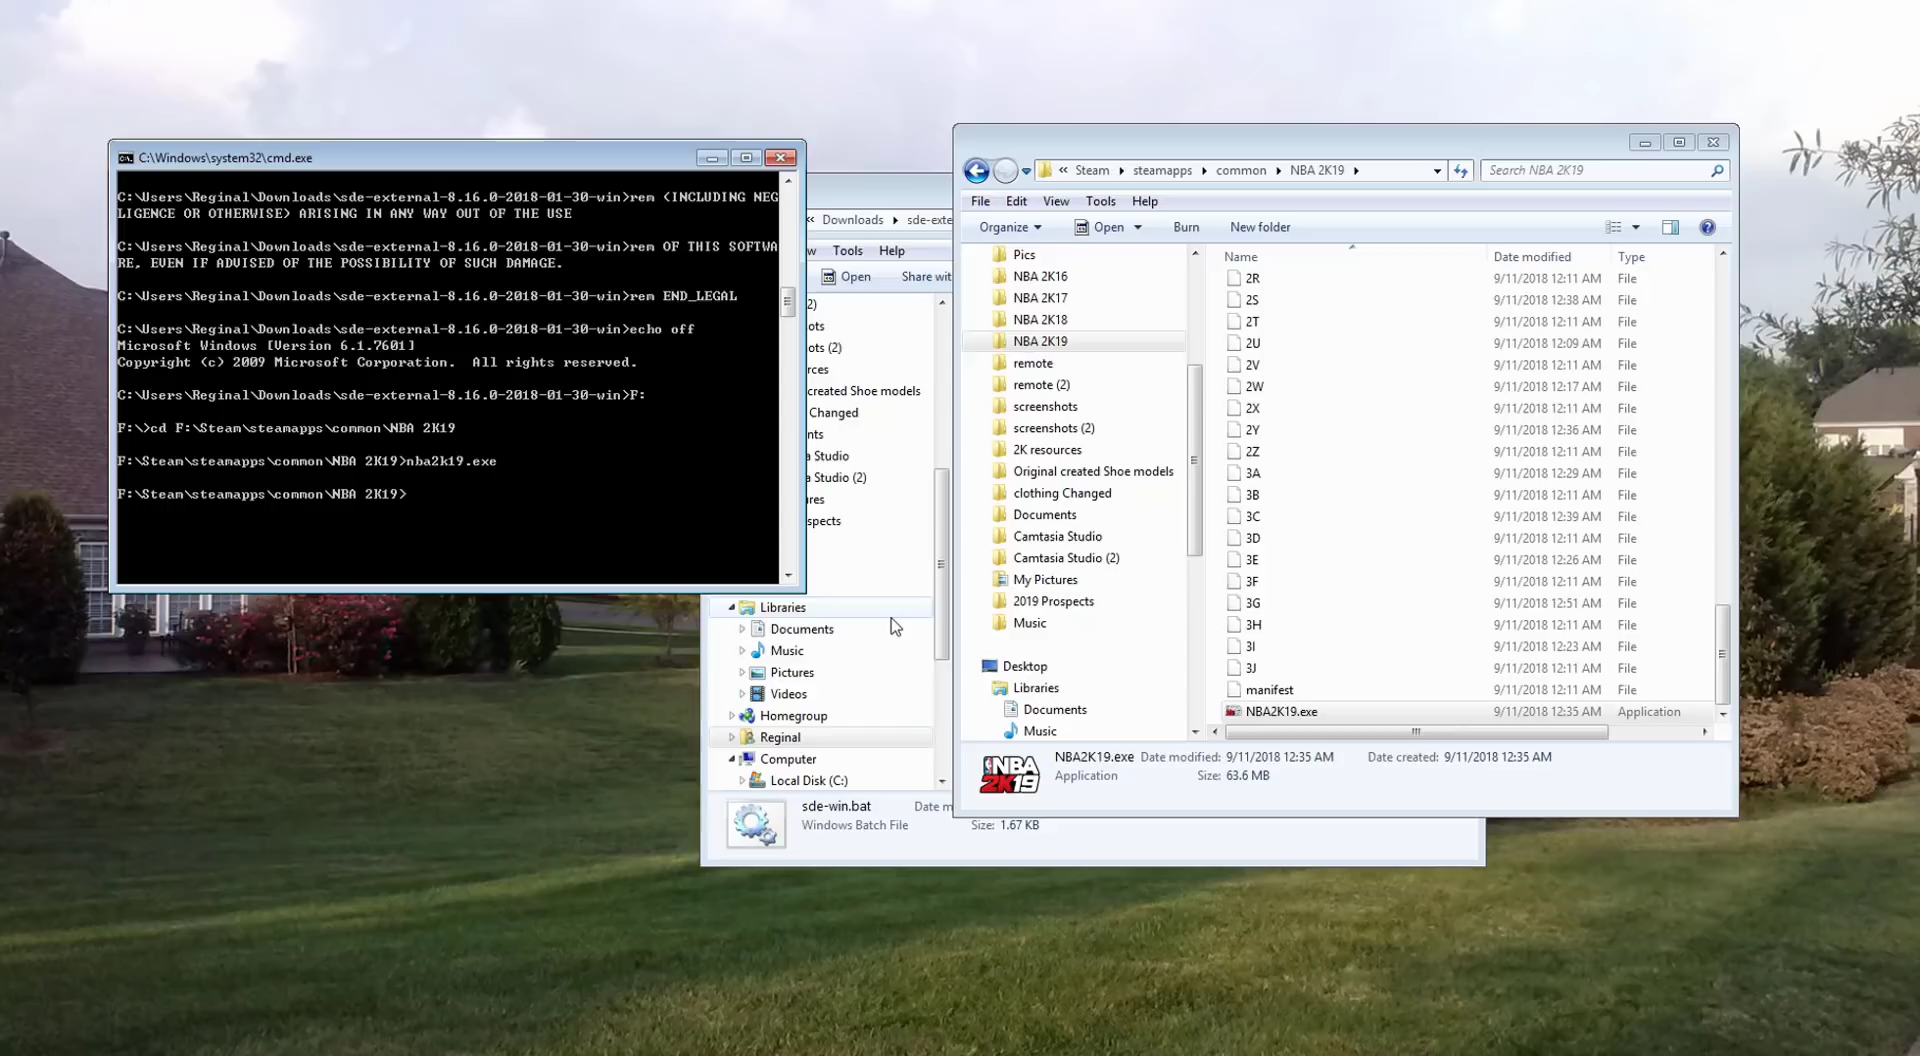 C:\Windows\system32\cmd.exe
C:\Users\Reginal\Downloads\sde-external-8.16.0-2018-01-30-win>rem (INCLUDING NEG
LIGENCE OR OTHERWISE) ARISING IN ANY WAY OUT OF THE USE
C:\Users\Reginal\Downloads\sde-external-8.16.0-2018-01-30-win>rem OF THIS SOFTWA
RE, EVEN IF ADVISED OF THE POSSIBILITY OF SUCH DAMAGE.
C:\Users\Reginal\Downloads\sde-external-8.16.0-2018-01-30-win>rem END_LEGAL
C:\Users\Reginal\Downloads\sde-external-8.16.0-2018-01-30-win>echo off
Microsoft Windows [Version 6.1.7601]
Copyright (c) 2009 Microsoft Corporation.  All rights reserved.
C:\Users\Reginal\Downloads\sde-external-8.16.0-2018-01-30-win>F:
F:\>cd F:\Steam\steamapps\common\NBA 2K19
F:\Steam\steamapps\common\NBA 2K19>nba2k19.exe
F:\Steam\steamapps\common\NBA 2K19>
« Downloads ▸ sde-exte
w Tools Help
Open Share wit
2)
ots
ots (2)
rces
created Shoe models
Changed
nts
a Studio
a Studio (2)
ures
spects
Libraries
Documents
Music
Pictures
Videos
Homegroup
Reginal
Computer
Local Disk (C:)
sde-win.bat Date m
Windows Batch File Size: 1.67 KB
« Steam ▸ steamapps ▸ common ▸ NBA 2K19 ▸
Search NBA 2K19
File Edit View Tools Help
Organize Open Burn New folder
Pics
NBA 2K16
NBA 2K17
NBA 2K18
NBA 2K19
remote
remote (2)
screenshots
screenshots (2)
2K resources
Original created Shoe models
clothing Changed
Documents
Camtasia Studio
Camtasia Studio (2)
My Pictures
2019 Prospects
Music
Desktop
Libraries
Documents
Music
Name Date modified Type
2R 9/11/2018 12:11 AM File
2S 9/11/2018 12:38 AM File
2T 9/11/2018 12:11 AM File
2U 9/11/2018 12:09 AM File
2V 9/11/2018 12:11 AM File
2W 9/11/2018 12:17 AM File
2X 9/11/2018 12:11 AM File
2Y 9/11/2018 12:36 AM File
2Z 9/11/2018 12:11 AM File
3A 9/11/2018 12:29 AM File
3B 9/11/2018 12:11 AM File
3C 9/11/2018 12:39 AM File
3D 9/11/2018 12:11 AM File
3E 9/11/2018 12:26 AM File
3F 9/11/2018 12:11 AM File
3G 9/11/2018 12:51 AM File
3H 9/11/2018 12:11 AM File
3I 9/11/2018 12:23 AM File
3J 9/11/2018 12:11 AM File
manifest 9/11/2018 12:11 AM File
NBA2K19.exe 9/11/2018 12:35 AM Application
NBA
2K19
NBA2K19.exe Date modified: 9/11/2018 12:35 AM Date created: 9/11/2018 12:35 AM
Application Size: 63.6 MB